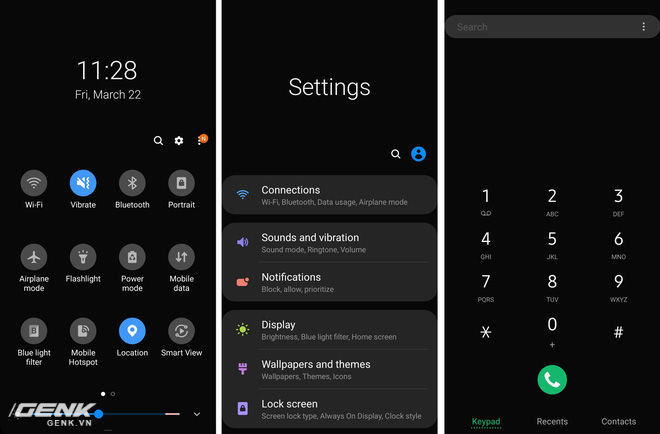 11:28
Fri, March 22
N
Wi-Fi
Vibrate
Bluetooth
Portrait
Airplane
mode
Flashlight
Power
mode
Mobile
data
B
Blue light
filter
Mobile
Hotspot
Location
Smart View
GENK
GENK.VN
Settings
Connections
Wi-Fi, Bluetooth, Data usage, Airplane mode
Sounds and vibration
Sound mode, Ringtone, Volume
Notifications
Block, allow, prioritize
Display
Brightness, Blue light filter, Home screen
Wallpapers and themes
Wallpapers, Themes, Icons
Lock screen
Screen lock type, Always On Display, Clock style
Search
1 2 3
ABC DEF
4 5 6
GHI JKL MNO
7 8 9
PQRS TUV WXYZ
* 0 #
+
Keypad Recents Contacts